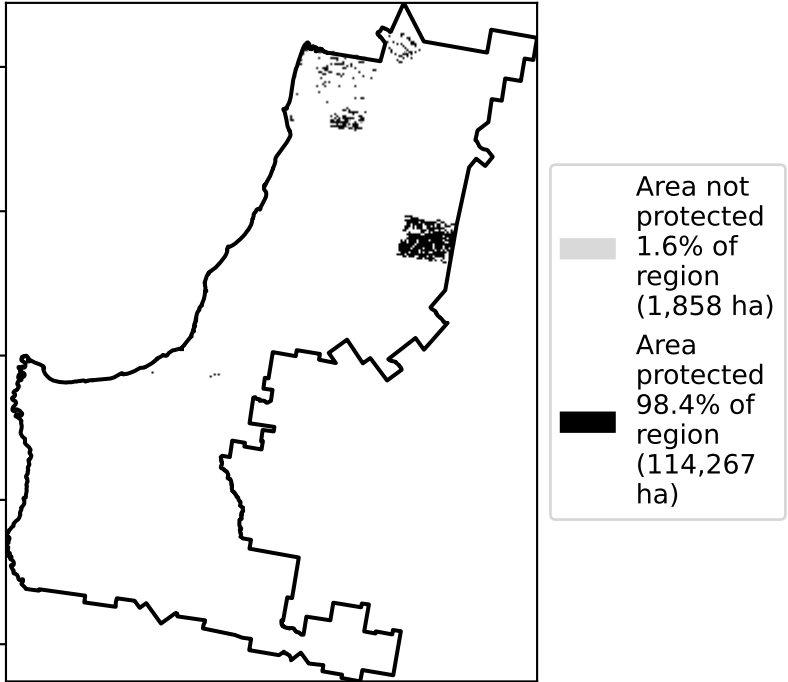 Area not
protected
1.6% of
region
(1,858 ha)
Area
protected
98.4% of
region
(114,267
ha)